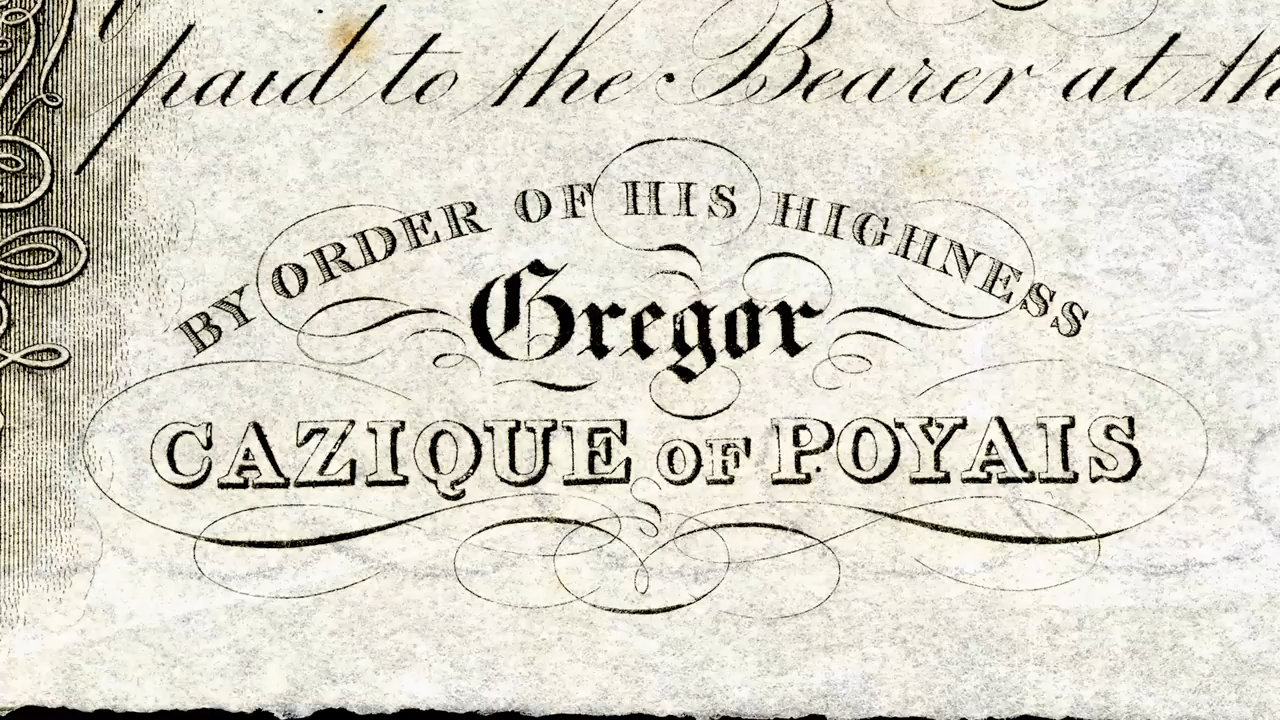 paid to the Bearer at th
BY ORDER OF HIS HIGHNESS
Gregor
CAZIQUE OF POYAIS